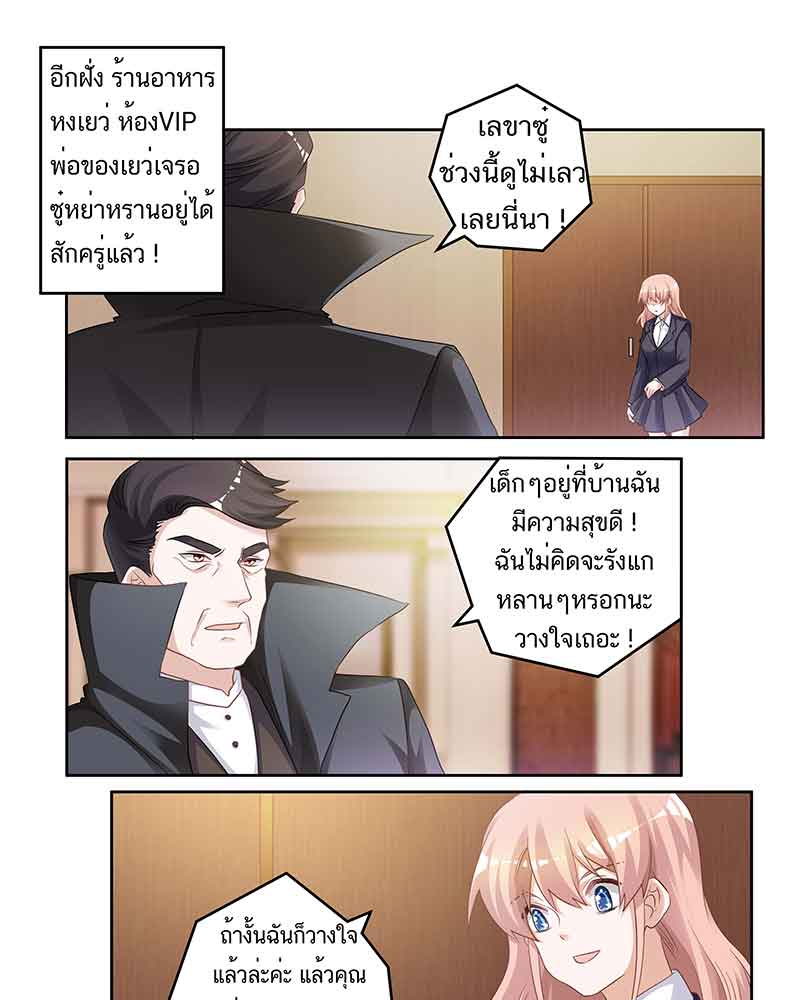 อีกฝั่ง ร้านอาหาร
หงเยว่ ห้องVIP
พ่อของเยว่เจรอ
ซู๋หย่าหรานอยู่ได้
สักครู่แล้ว !
เลขาซู๋
ช่วงนี้ดูไม่เลว
เลยนี่นา !
เด็กๆอยู่ที่บ้านฉัน
มีความสุขดี !
ฉันไม่คิดจะรังแก
หลานๆหรอกนะ
วางใจเถอะ !
ถ้างั้นฉันก็วางใจ
แล้วล่ะค่ะ แล้วคุณ